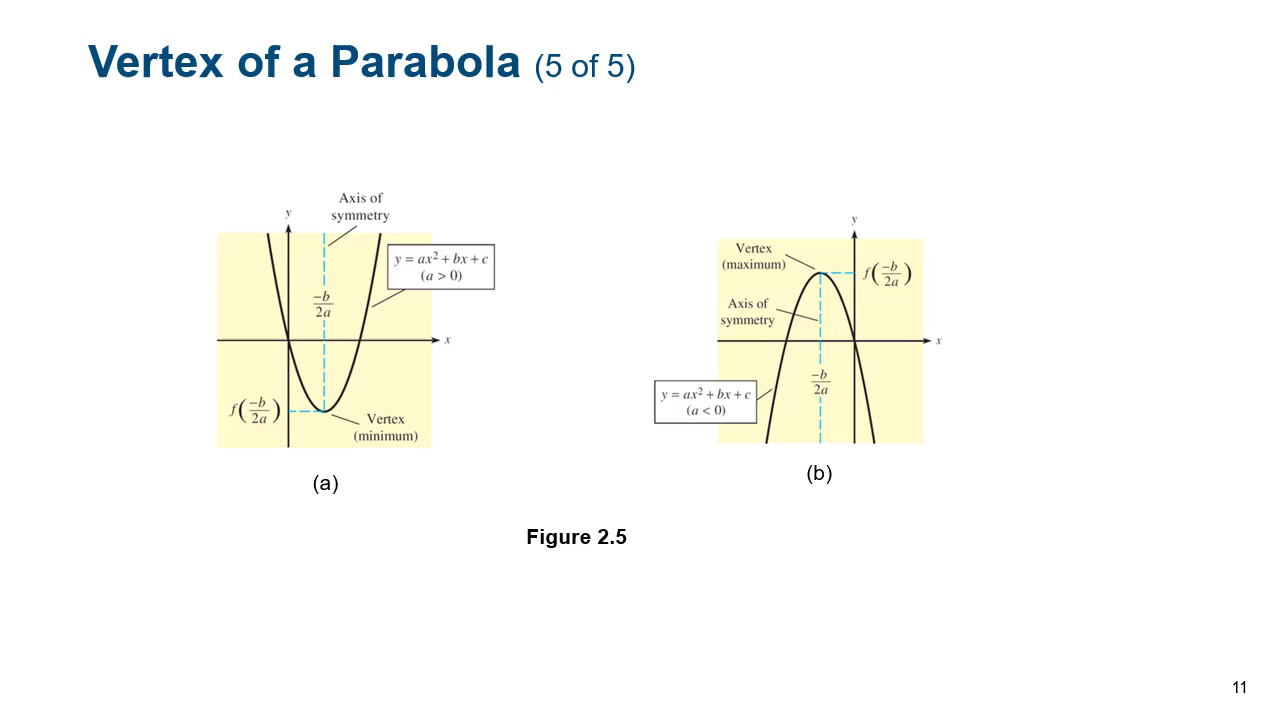 Vertex of a Parabola (5 of 5)
Axis of
symmetry
y
y = ax² + bx + c
(a > 0)
−b
2a
x
f(−b/2a)
Vertex
(minimum)
(a)
y
Vertex
(maximum)
f(−b/2a)
Axis of
symmetry
x
−b
2a
y = ax² + bx + c
(a < 0)
(b)
Figure 2.5
11